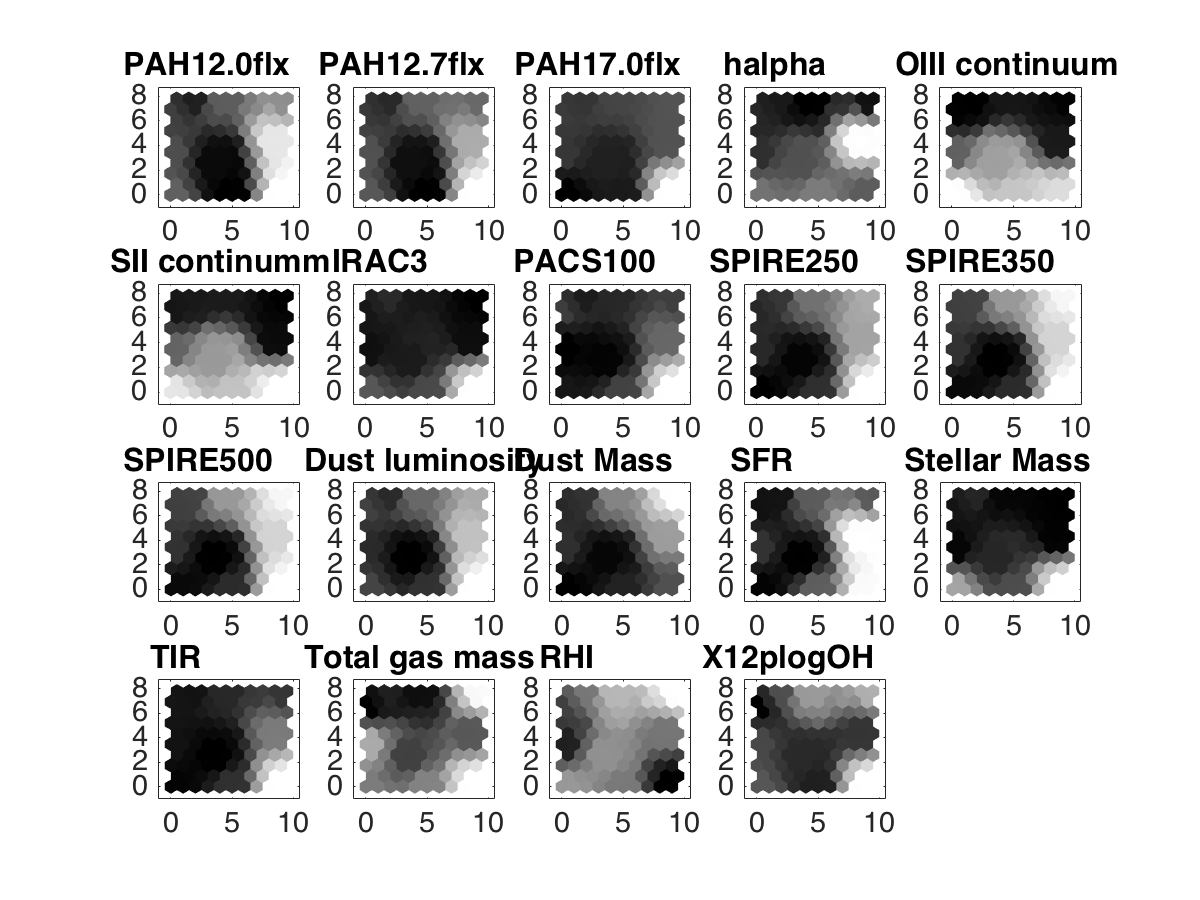 PAH12.0flx PAH12.7flx PAH17.0flx halpha OIII continuum
8 8 8 8 8
6 6 6 6 6
4 4 4 4 4
2 2 2 2 2
0 0 0 0 0
0 5 10 0 5 10 0 5 10 0 5 10 0 5 10
SII continumm IRAC3 PACS100 SPIRE250 SPIRE350
8 8 8 8 8
6 6 6 6 6
4 4 4 4 4
2 2 2 2 2
0 0 0 0 0
0 5 10 0 5 10 0 5 10 0 5 10 0 5 10
SPIRE500 Dust luminosity Dust Mass SFR Stellar Mass
8 8 8 8 8
6 6 6 6 6
4 4 4 4 4
2 2 2 2 2
0 0 0 0 0
0 5 10 0 5 10 0 5 10 0 5 10 0 5 10
TIR Total gas mass RHI X12plogOH
8 8 8 8
6 6 6 6
4 4 4 4
2 2 2 2
0 0 0 0
0 5 10 0 5 10 0 5 10 0 5 10